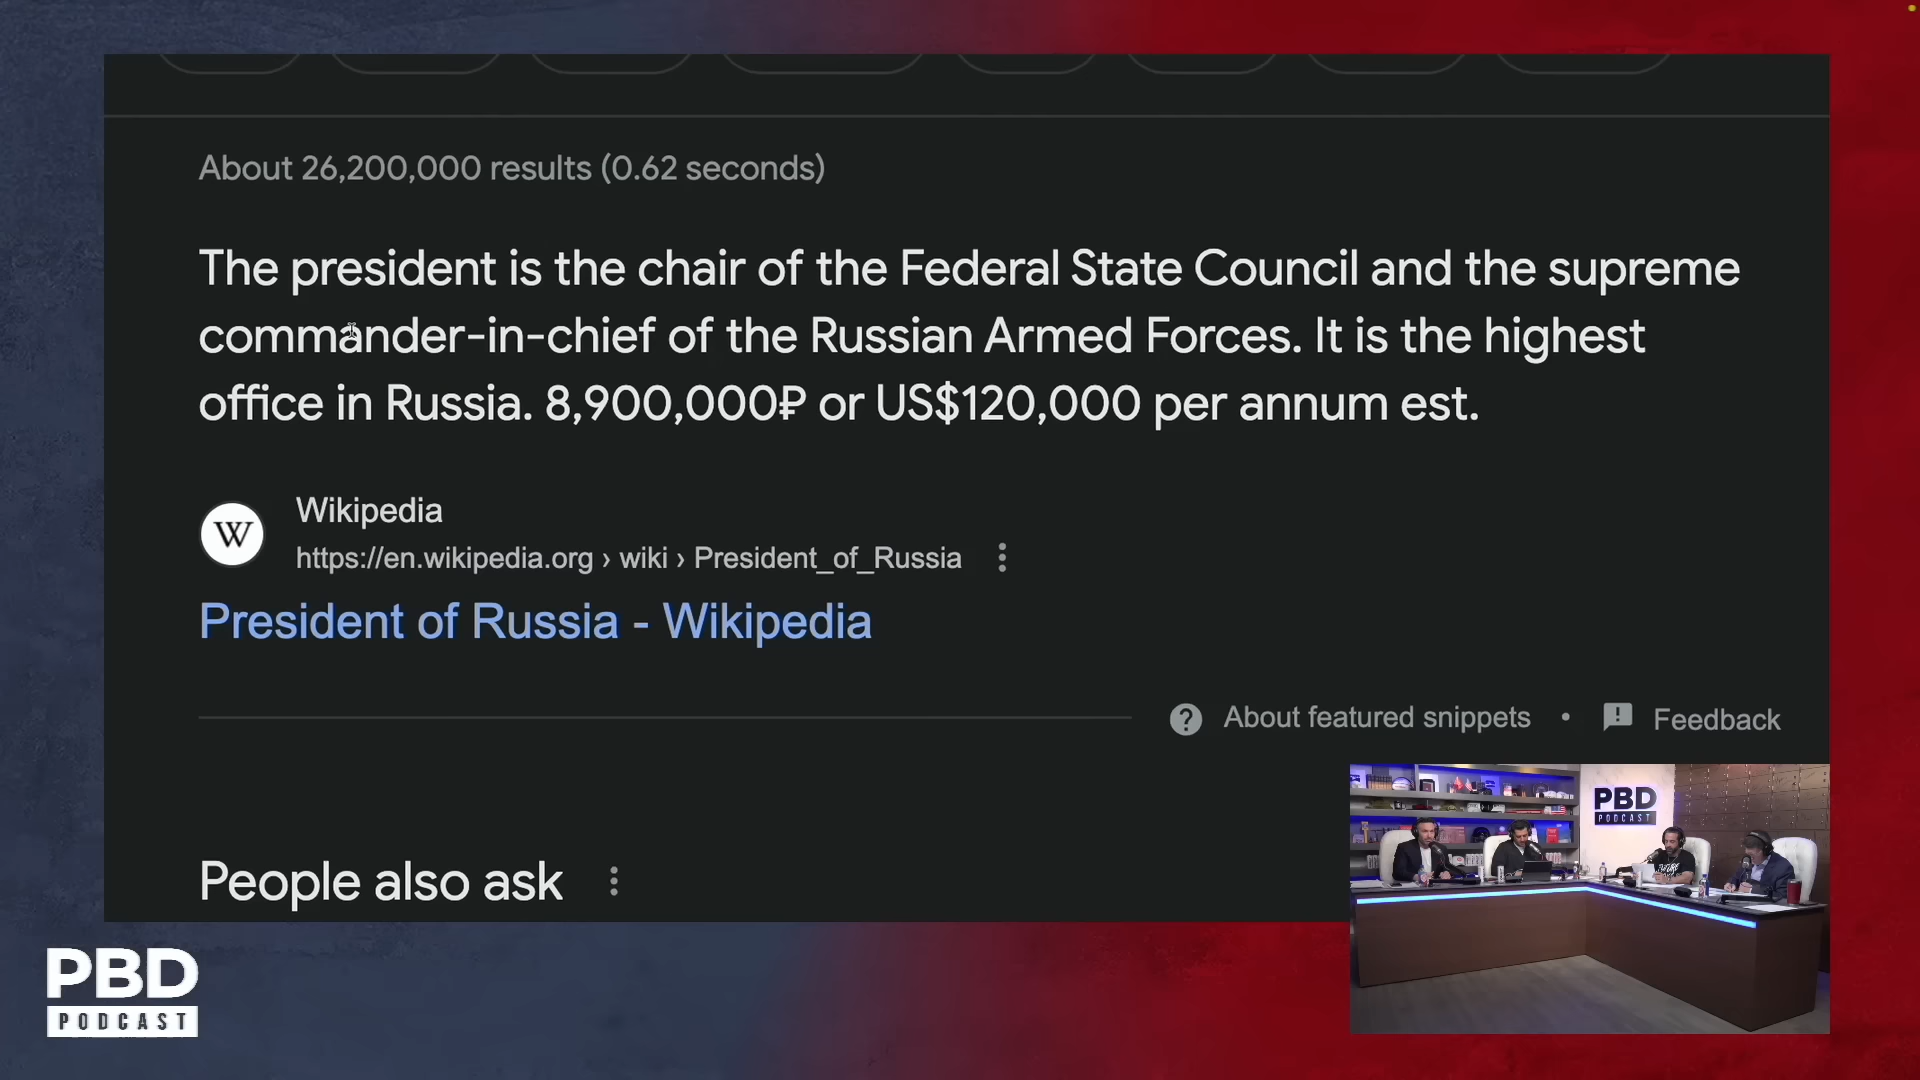 About 26,200,000 results (0.62 seconds)
The president is the chair of the Federal State Council and the supreme
commander-in-chief of the Russian Armed Forces. It is the highest
office in Russia. 8,900,000₽ or US$120,000 per annum est.
W
Wikipedia
https://en.wikipedia.org › wiki › President_of_Russia
President of Russia - Wikipedia
About featured snippets • Feedback
People also ask
PBD
PODCAST
PBD
PODCAST